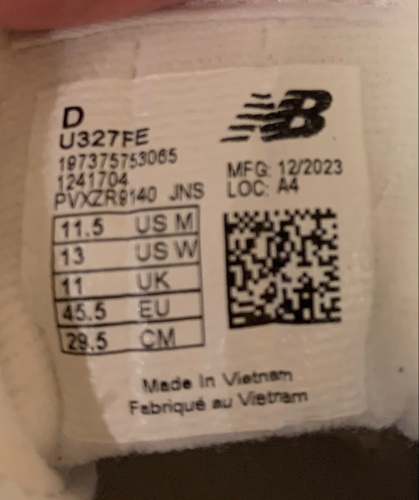 D
U327FE
197375753065
1241704
PVXZR9140 JNS
11.5 US M
13 US W
11 UK
45.5 EU
29.5 CM
NB
MFG: 12/2023
LOC: A4
Made In Vietnam
Fabriqué au Vietnam